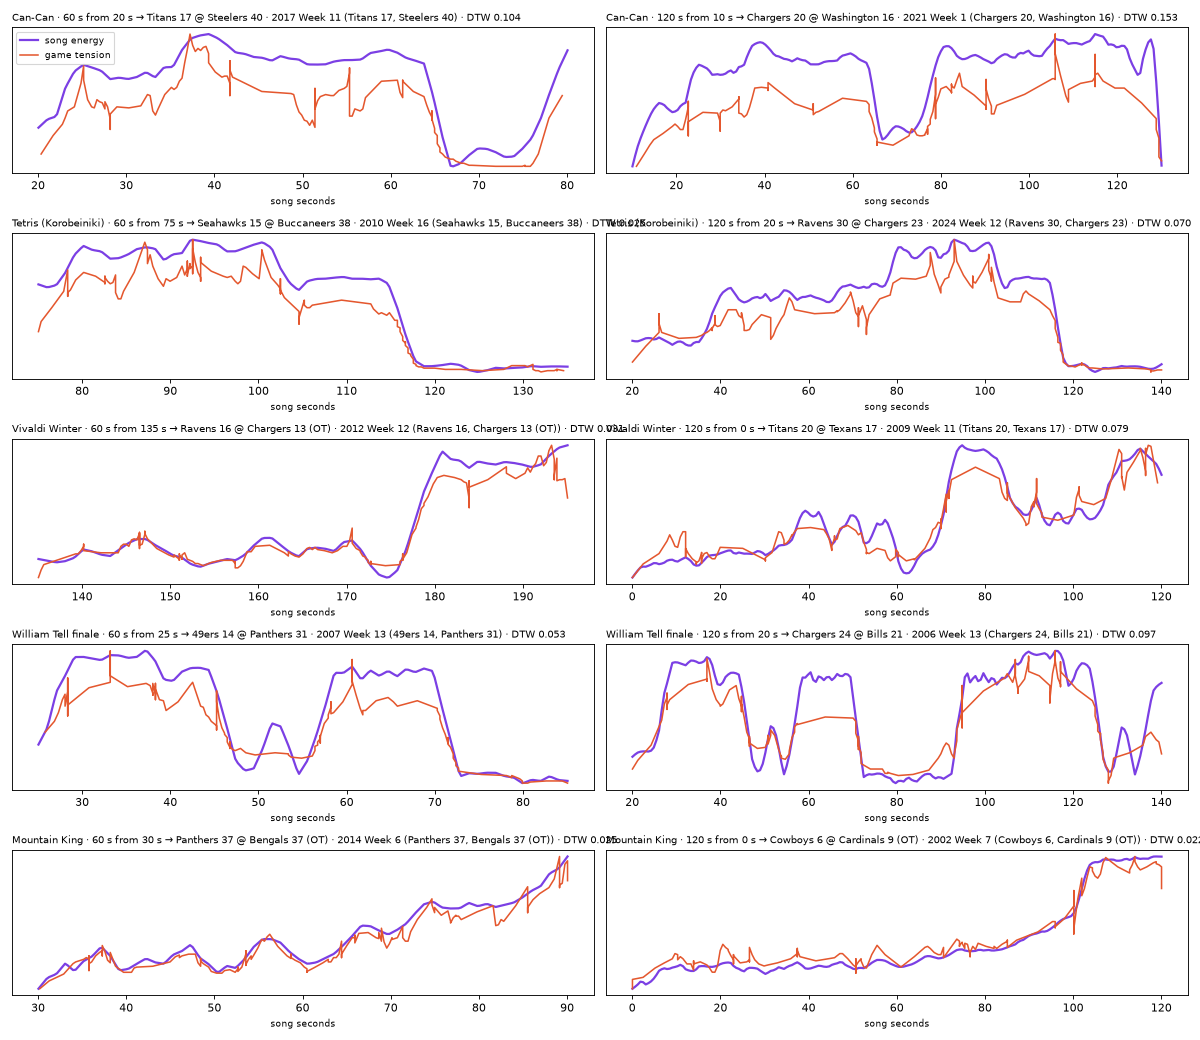 Can-Can · 60 s from 20 s → Titans 17 @ Steelers 40 · 2017 Week 11 (Titans 17, Steelers 40) · DTW 0.104
song energy
game tension
20 30 40 50 60 70 80
song seconds
Can-Can · 120 s from 10 s → Chargers 20 @ Washington 16 · 2021 Week 1 (Chargers 20, Washington 16) · DTW 0.153
20 40 60 80 100 120
song seconds
Tetris (Korobeiniki) · 60 s from 75 s → Seahawks 15 @ Buccaneers 38 · 2010 Week 16 (Seahawks 15, Buccaneers 38) ·
80 90 100 110 120 130
song seconds
(Korobeiniki) · 120 s from 20 s → Ravens 30 @ Chargers 23 · 2024 Week 12 (Ravens 30, Chargers 23) · DTW 0.070
20 40 60 80 100 120 140
song seconds
Vivaldi Winter · 60 s from 135 s → Ravens 16 @ Chargers 13 (OT) · 2012 Week 12 (Ravens 16, Chargers 13 (OT)) · DTW
140 150 160 170 180 190
song seconds
Vivaldi Winter · 120 s from 0 s → Titans 20 @ Texans 17 · 2009 Week 11 (Titans 20, Texans 17) · DTW 0.079
0 20 40 60 80 100 120
song seconds
William Tell finale · 60 s from 25 s → 49ers 14 @ Panthers 31 · 2007 Week 13 (49ers 14, Panthers 31) · DTW 0.053
30 40 50 60 70 80
song seconds
William Tell finale · 120 s from 20 s → Chargers 24 @ Bills 21 · 2006 Week 13 (Chargers 24, Bills 21) · DTW 0.097
20 40 60 80 100 120 140
song seconds
Mountain King · 60 s from 30 s → Panthers 37 @ Bengals 37 (OT) · 2014 Week 6 (Panthers 37, Bengals 37 (OT)) · DTW
30 40 50 60 70 80 90
song seconds
Mountain King · 120 s from 0 s → Cowboys 6 @ Cardinals 9 (OT) · 2002 Week 7 (Cowboys 6, Cardinals 9 (OT)) · DTW
0 20 40 60 80 100 120
song seconds